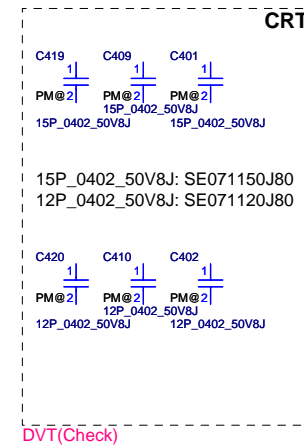 CRT
C419 C409 C401
1 1 1
PM@ 2 PM@ 2 PM@ 2
15P_0402_50V8J
15P_0402_50V8J 15P_0402_50V8J
15P_0402_50V8J: SE071150J80
12P_0402_50V8J: SE071120J80
C420 C410 C402
1 1 1
PM@ 2 PM@ 2 PM@ 2
12P_0402_50V8J
12P_0402_50V8J 12P_0402_50V8J
DVT(Check)